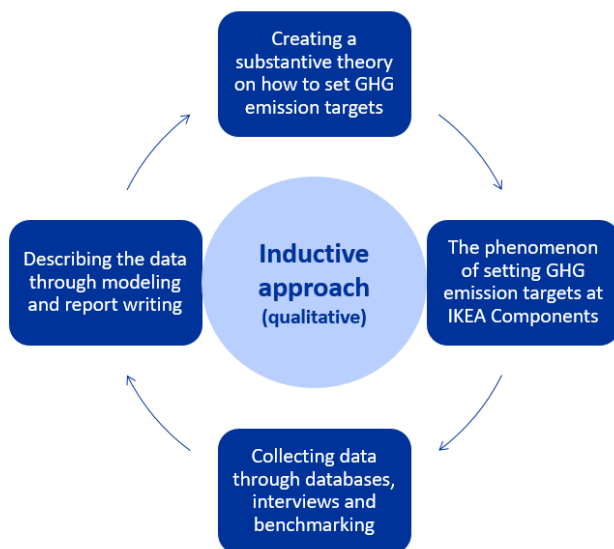 Creating a
substantive theory
on how to set GHG
emission targets
Describing the data
through modeling
and report writing
Inductive
approach
(qualitative)
The phenomenon
of setting GHG
emission targets at
IKEA Components
Collecting data
through databases,
interviews and
benchmarking